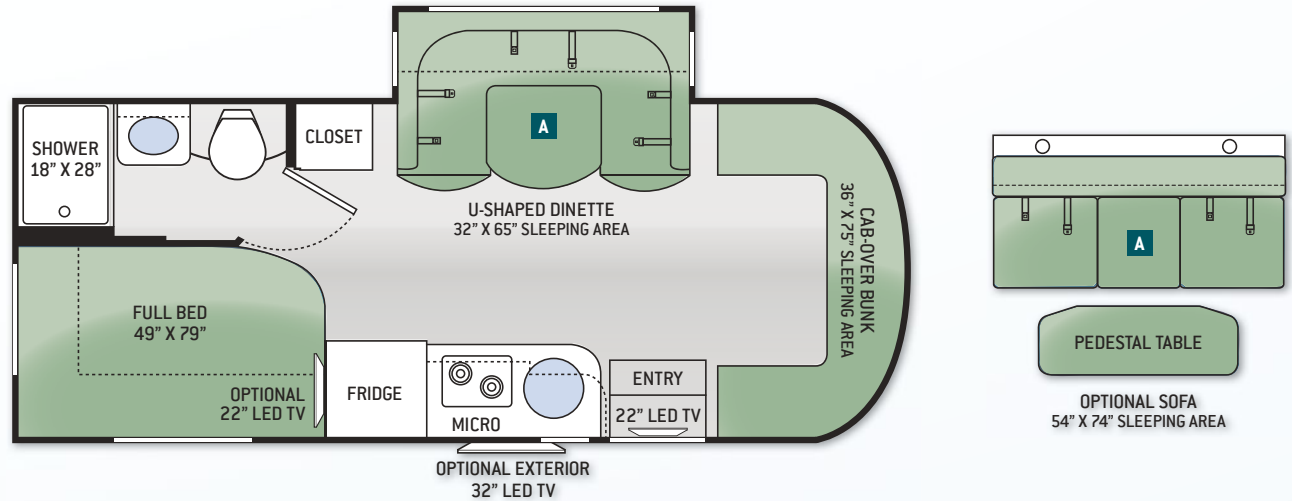 SHOWER
18” X 28”
CLOSET
A
U-SHAPED DINETTE
32” X 65” SLEEPING AREA
CAB-OVER BUNK
36” X 75” SLEEPING AREA
FULL BED
49” X 79”
OPTIONAL
22” LED TV
FRIDGE
MICRO
ENTRY
22” LED TV
OPTIONAL EXTERIOR
32” LED TV
A
PEDESTAL TABLE
OPTIONAL SOFA
54” X 74” SLEEPING AREA